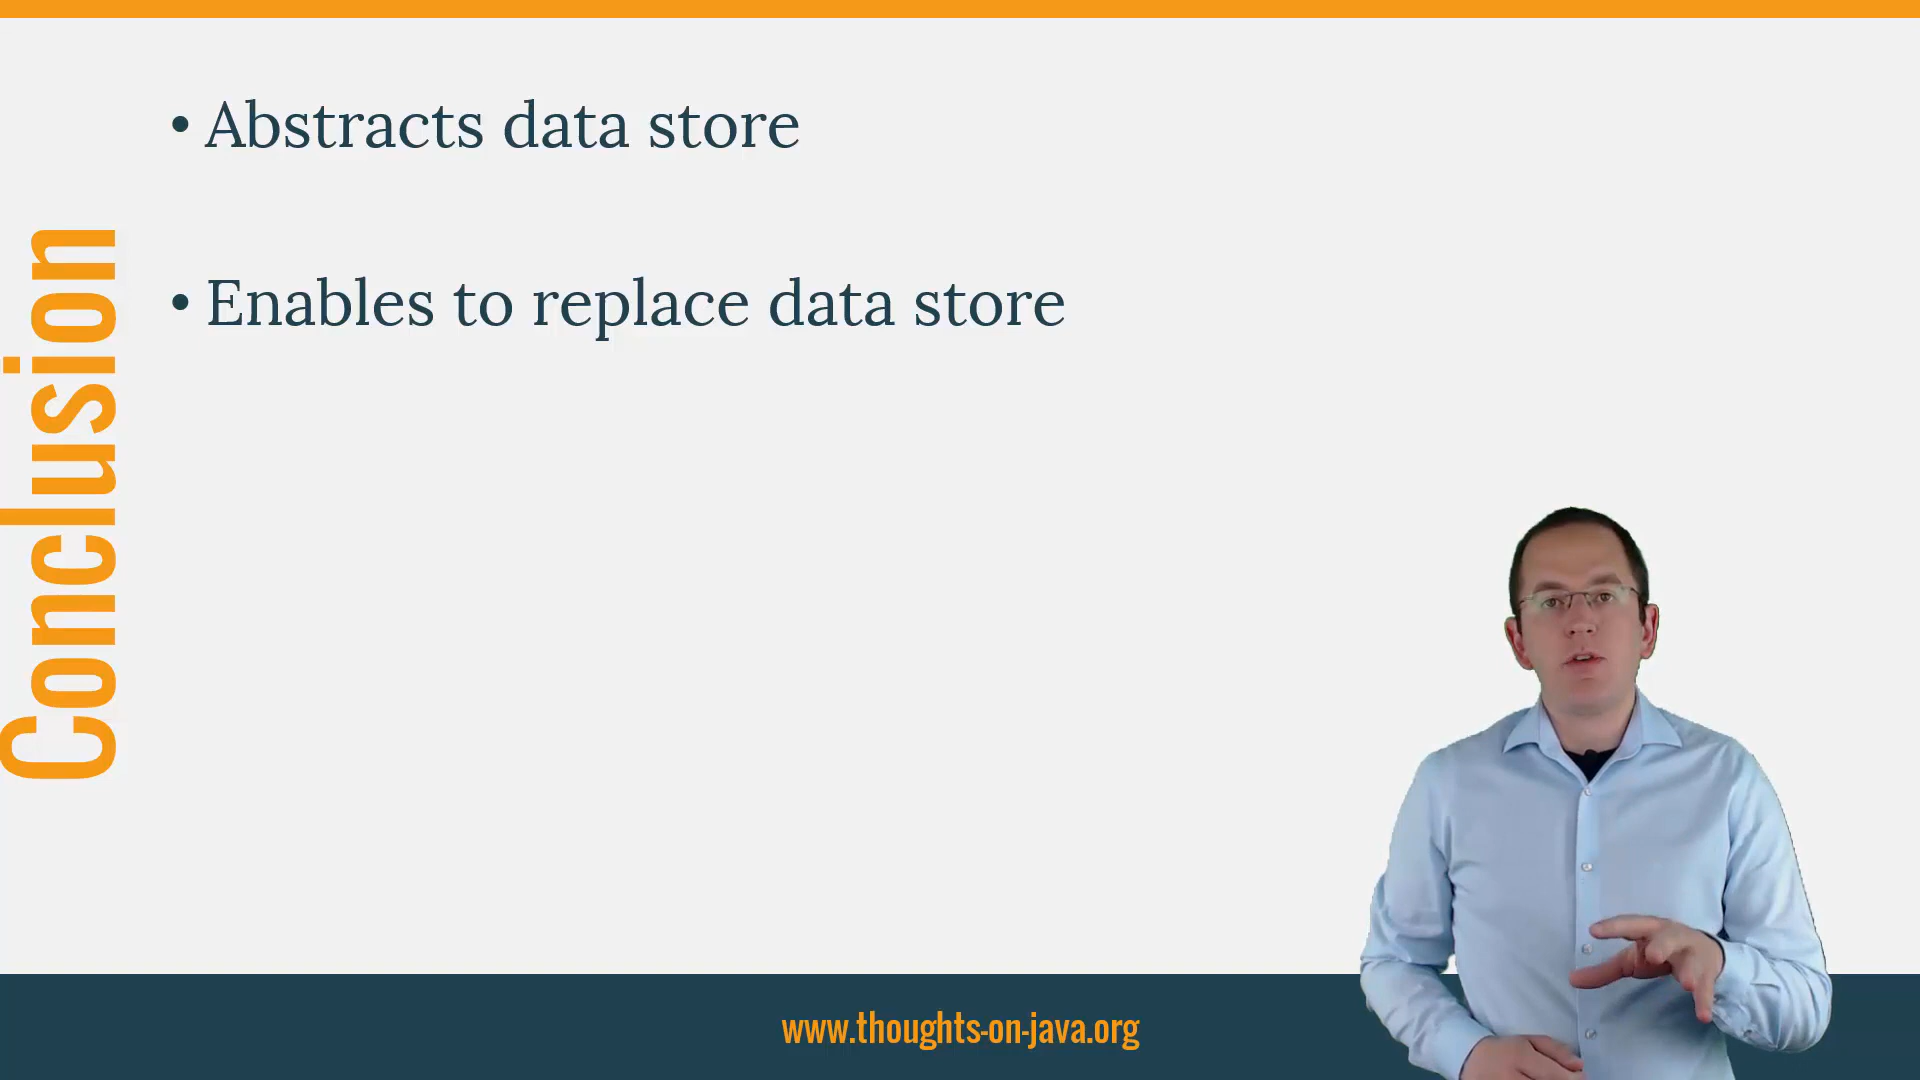 Conclusion
• Abstracts data store
• Enables to replace data store
www.thoughts-on-java.org